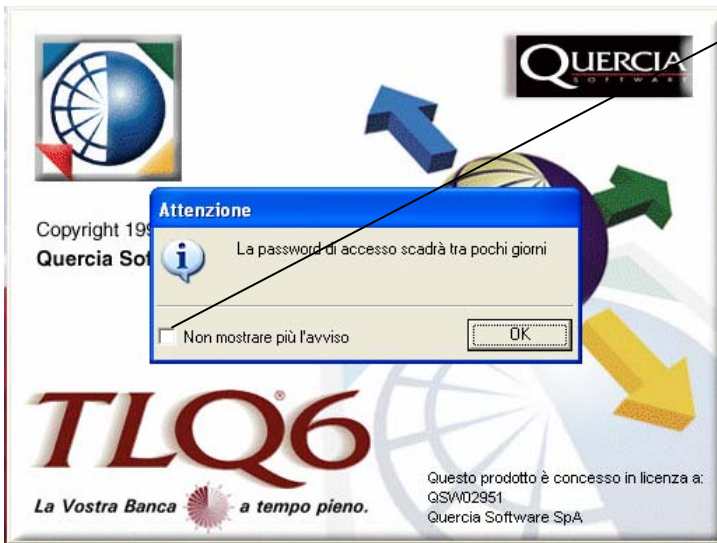 QUERCIA
SOFTWARE
Attenzione
Copyright 199
La password di accesso scadrà tra pochi giorni
Quercia Sof
Non mostrare più l'avviso
OK
TLQ6
®
La Vostra Banca a tempo pieno.
Questo prodotto è concesso in licenza a:
QSW02951
Quercia Software SpA